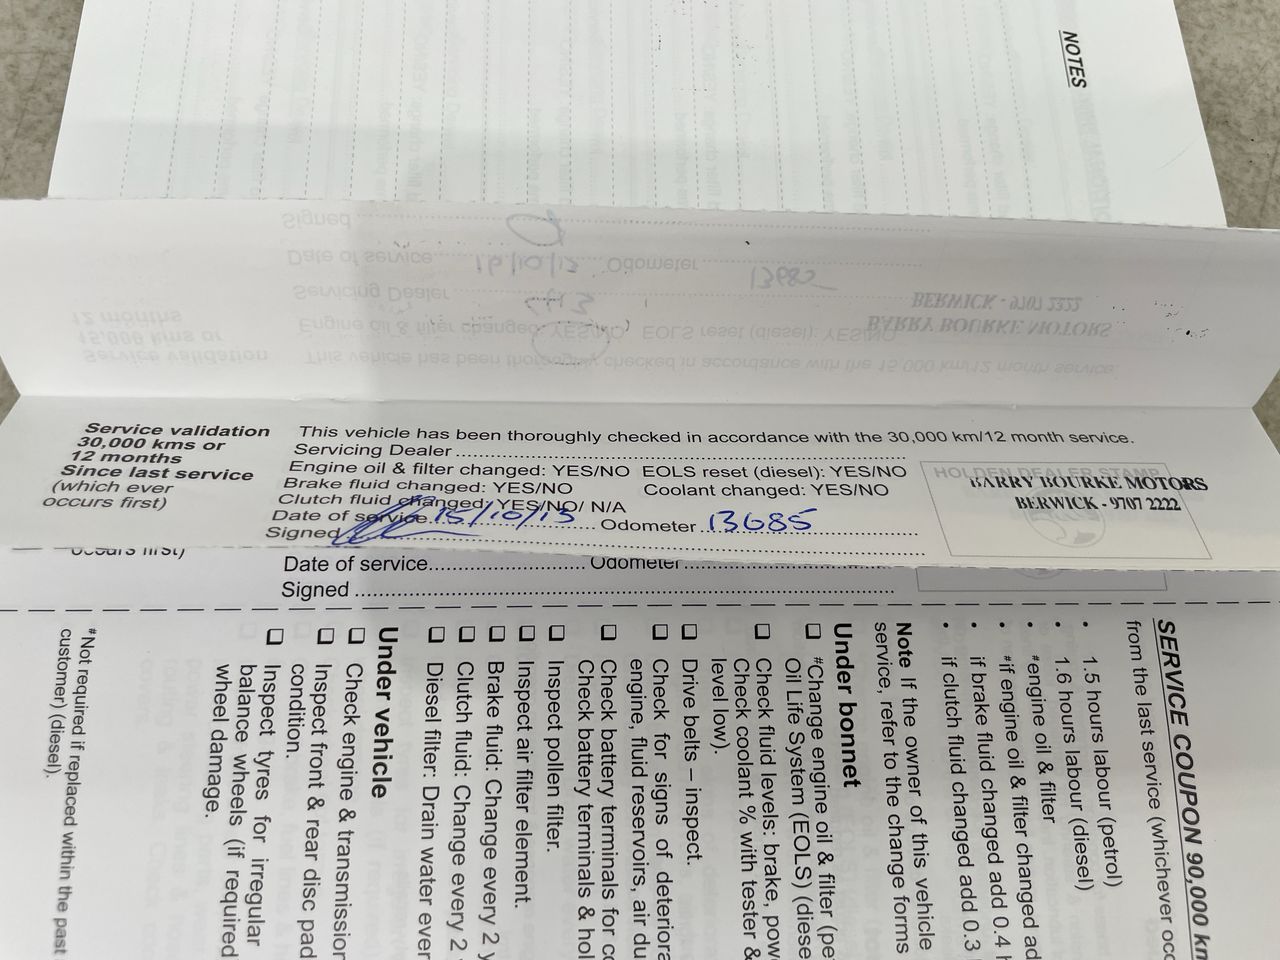 NOTES
Service validation
30,000 kms or
12 months
Since last service
(which ever
occurs first)
This vehicle has been thoroughly checked in accordance with the 30,000 km/12 month service.
Servicing Dealer
Engine oil & filter changed: YES/NO EOLS reset (diesel): YES/NO
Brake fluid changed: YES/NO Coolant changed: YES/NO
Clutch fluid changed: YES/NO/ N/A
Date of service 15/10/13 Odometer 13685
Signed
HOLDEN DEALER STAMP
BARRY BOURKE MOTORS
BERWICK - 9707 2222
occurs first)
Date of service Odometer
Signed
SERVICE COUPON 90,000 km
from the last service (whichever occ
• 1.5 hours labour (petrol)
• 1.6 hours labour (diesel)
• #engine oil & filter
• #if engine oil & filter changed ad
• if brake fluid changed add 0.4 h
• if clutch fluid changed add 0.3
Note If the owner of this vehicle
service, refer to the change forms
Under bonnet
#Change engine oil & filter (pe
Oil Life System (EOLS) (diese
Check fluid levels: brake, pow
Check coolant % with tester &
level low).
Drive belts – inspect.
Check for signs of deteriora
engine, fluid reservoirs, air du
Check battery terminals for co
Check battery terminals & hol
Inspect pollen filter.
Inspect air filter element.
Brake fluid: Change every 2 y
Clutch fluid: Change every 2
Diesel filter: Drain water ever
Under vehicle
Check engine & transmission
Inspect front & rear disc pad
condition.
Inspect tyres for irregular
balance wheels (if required
wheel damage.
#Not required if replaced within the past
customer) (diesel).